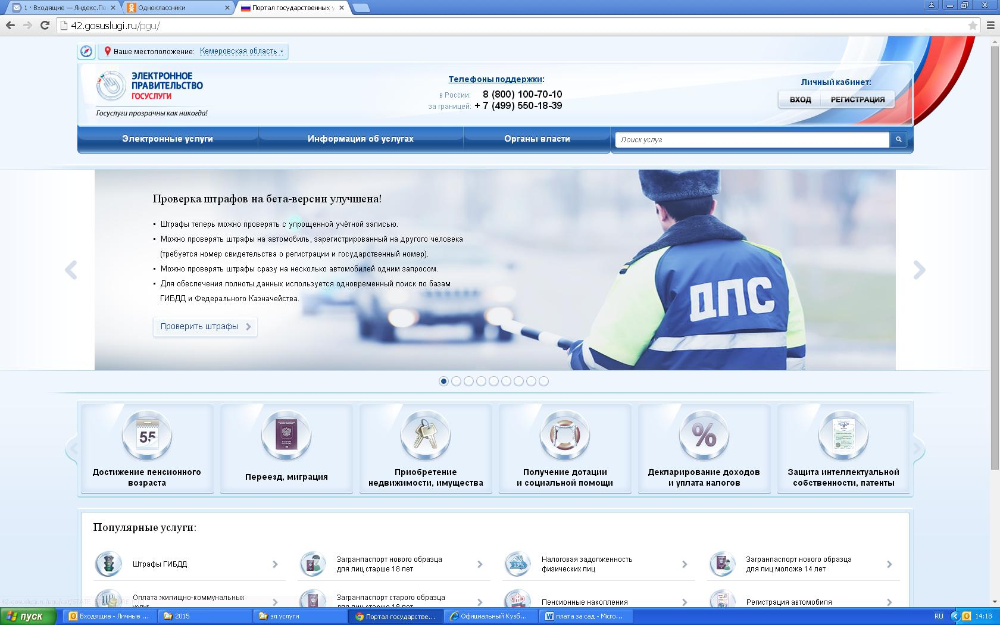 1 · Входящие — Яндекс.По
Одноклассники
Портал государственных у
42.gosuslugi.ru/pgu/
Ваше местоположение: Кемеровская область
ЭЛЕКТРОННОЕ
ПРАВИТЕЛЬСТВО
ГОСУСЛУГИ
Госуслуги прозрачны как никогда!
Телефоны поддержки:
в России: 8 (800) 100-70-10
за границей: + 7 (499) 550-18-39
Личный кабинет:
ВХОД РЕГИСТРАЦИЯ
Электронные услуги
Информация об услугах
Органы власти
Поиск услуг
Проверка штрафов на бета-версии улучшена!
• Штрафы теперь можно проверять с упрощенной учётной записью.
• Можно проверять штрафы на автомобиль, зарегистрированный на другого человека
(требуется номер свидетельства о регистрации и государственный номер).
• Можно проверять штрафы сразу на несколько автомобилей одним запросом.
• Для обеспечения полноты данных используется одновременный поиск по базам
ГИБДД и Федерального Казначейства.
Проверить штрафы
ДПС
55
Достижение пенсионного
возраста
Переезд, миграция
Приобретение
недвижимости, имущества
Получение дотации
и социальной помощи
%
Декларирование доходов
и уплата налогов
Защита интеллектуальной
собственности, патенты
Популярные услуги:
Штрафы ГИБДД
Загранпаспорт нового образца
для лиц старше 18 лет
13%
Налоговая задолженность
физических лиц
Загранпаспорт нового образца
для лиц моложе 14 лет
Оплата жилищно-коммунальных
услуг
Загранпаспорт старого образца
для лиц старше 18 лет
Пенсионные накопления
Регистрация автомобиля
пуск
Входящие - Личные ...
2015
эл услуги
Портал государстве...
Официальный Кузб...
плата за сад - Micro...
RU
14:18